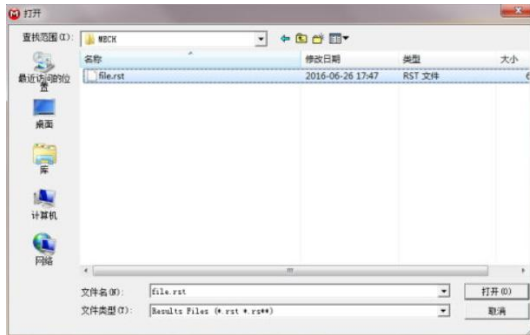 打开
查找范围(I): MECH
名称 修改日期 类型 大小
file.rst 2016-06-26 17:47 RST 文件 6
最近访问的位置
桌面
库
计算机
网络
文件名(N): file.rst 打开(O)
文件类型(T): Results Files (*.rst *.rs**) 取消